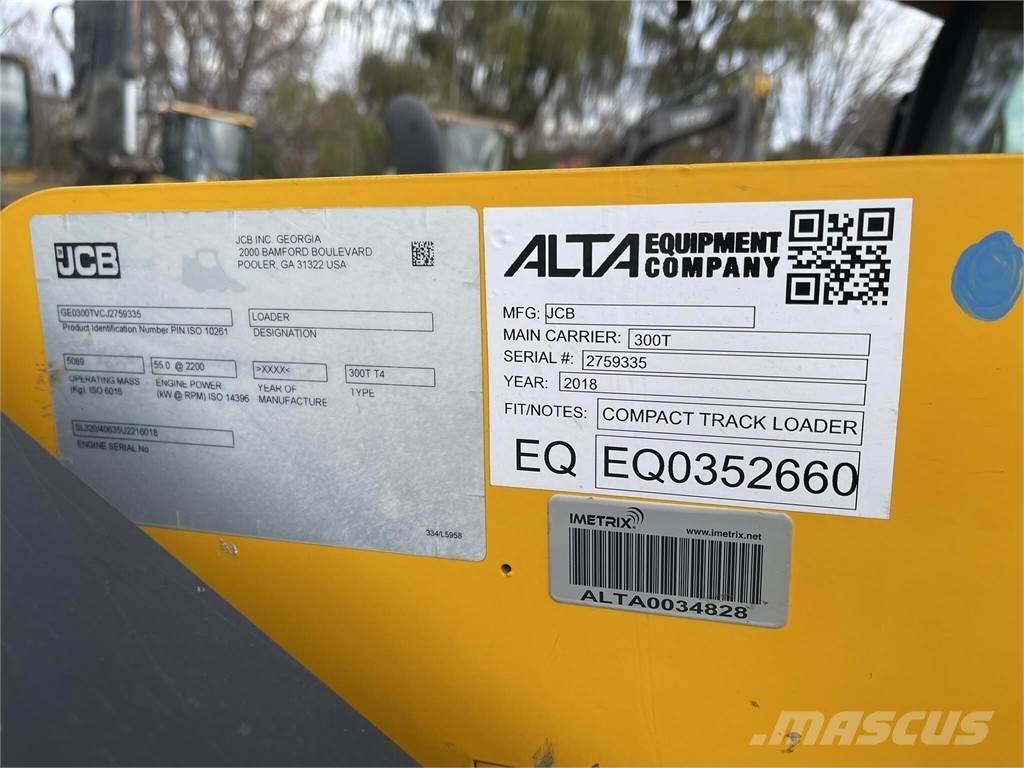 JCB
JCB INC. GEORGIA
2000 BAMFORD BOULEVARD
POOLER, GA 31322 USA
GE0300TVCJ2759335
Product Identification Number PIN ISO 10261
LOADER
DESIGNATION
5089
OPERATING MASS
(Kg) ISO 6016
55.0 @ 2200
ENGINE POWER
(kW @ RPM) ISO 14396
>XXXX<
YEAR OF
MANUFACTURE
300T T4
TYPE
SL320/40635U2216018
ENGINE SERIAL No
334/L5958
ALTA EQUIPMENT
COMPANY
MFG: JCB
MAIN CARRIER: 300T
SERIAL #: 2759335
YEAR: 2018
FIT/NOTES: COMPACT TRACK LOADER
EQ EQ0352660
IMETRIX
www.imetrix.net
ALTA0034828
MASCUS